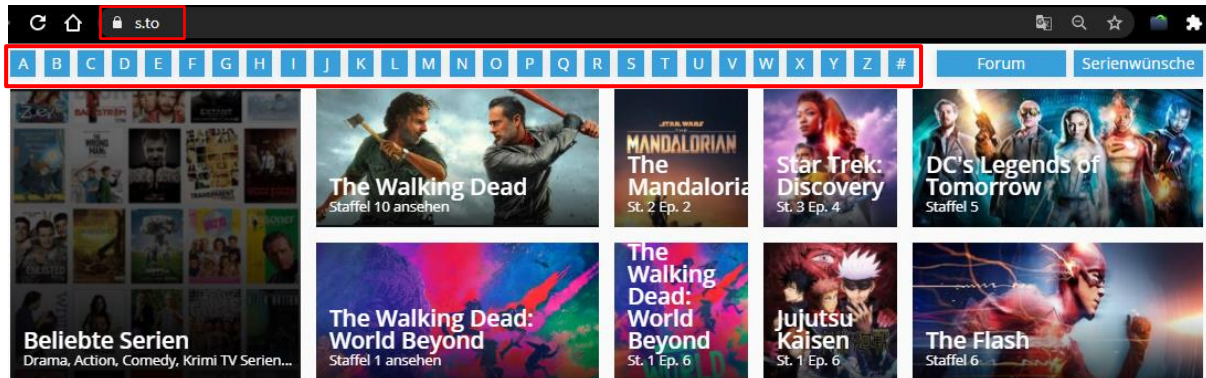 s.to
A B C D E F G H I J K L M N O P Q R S T U V W X Y Z #
Forum
Serienwünsche
Beliebte Serien
Drama, Action, Comedy, Krimi TV Serien...
The Walking Dead
Staffel 10 ansehen
STAR WARS
THE
MANDALORIAN
The
Mandaloria
St. 2 Ep. 2
Star Trek:
Discovery
St. 3 Ep. 4
DC's Legends of
Tomorrow
Staffel 5
The Walking Dead:
World Beyond
Staffel 1 ansehen
The
Walking
Dead:
World
Beyond
St. 1 Ep. 6
Jujutsu
Kaisen
St. 1 Ep. 6
The Flash
Staffel 6